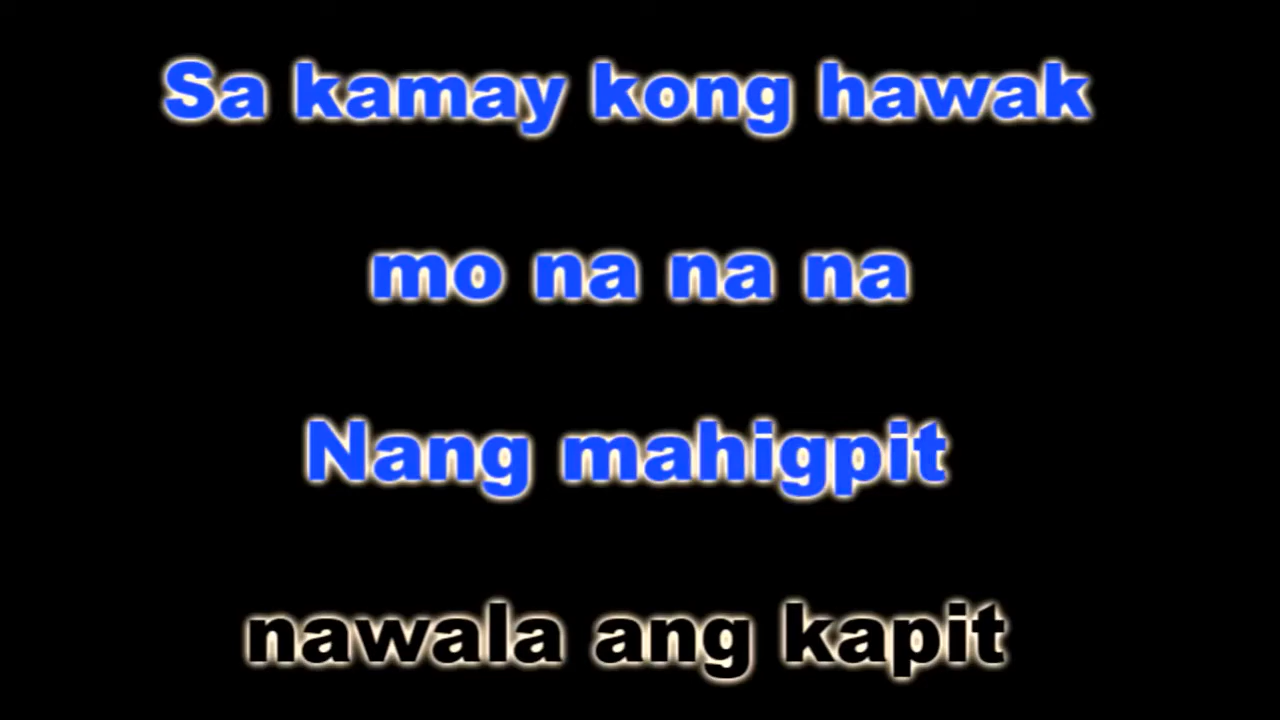 Sa kamay kong hawak
mo na na na
Nang mahigpit
nawala ang kapit